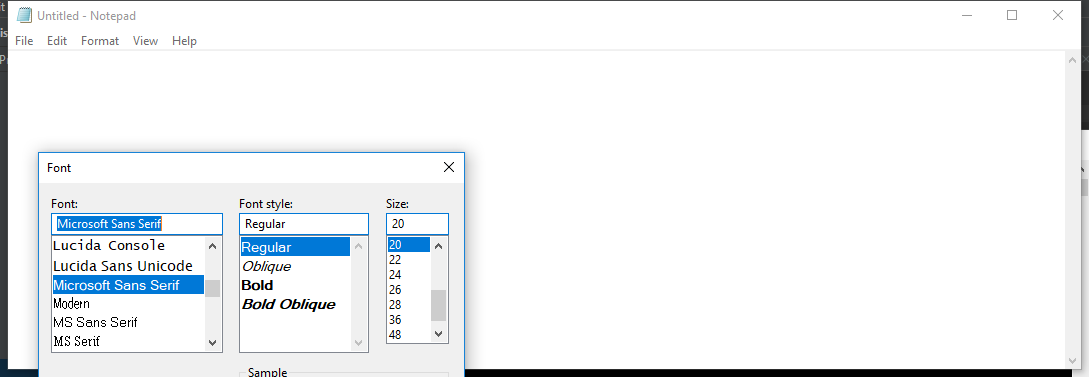 Untitled - Notepad
File Edit Format View Help
Font
Font: Font style: Size:
Microsoft Sans Serif Regular 20
Lucida Console
Lucida Sans Unicode
Microsoft Sans Serif
Modern
MS Sans Serif
MS Serif
Regular
Oblique
Bold
Bold Oblique
20
22
24
26
28
36
48
Sample